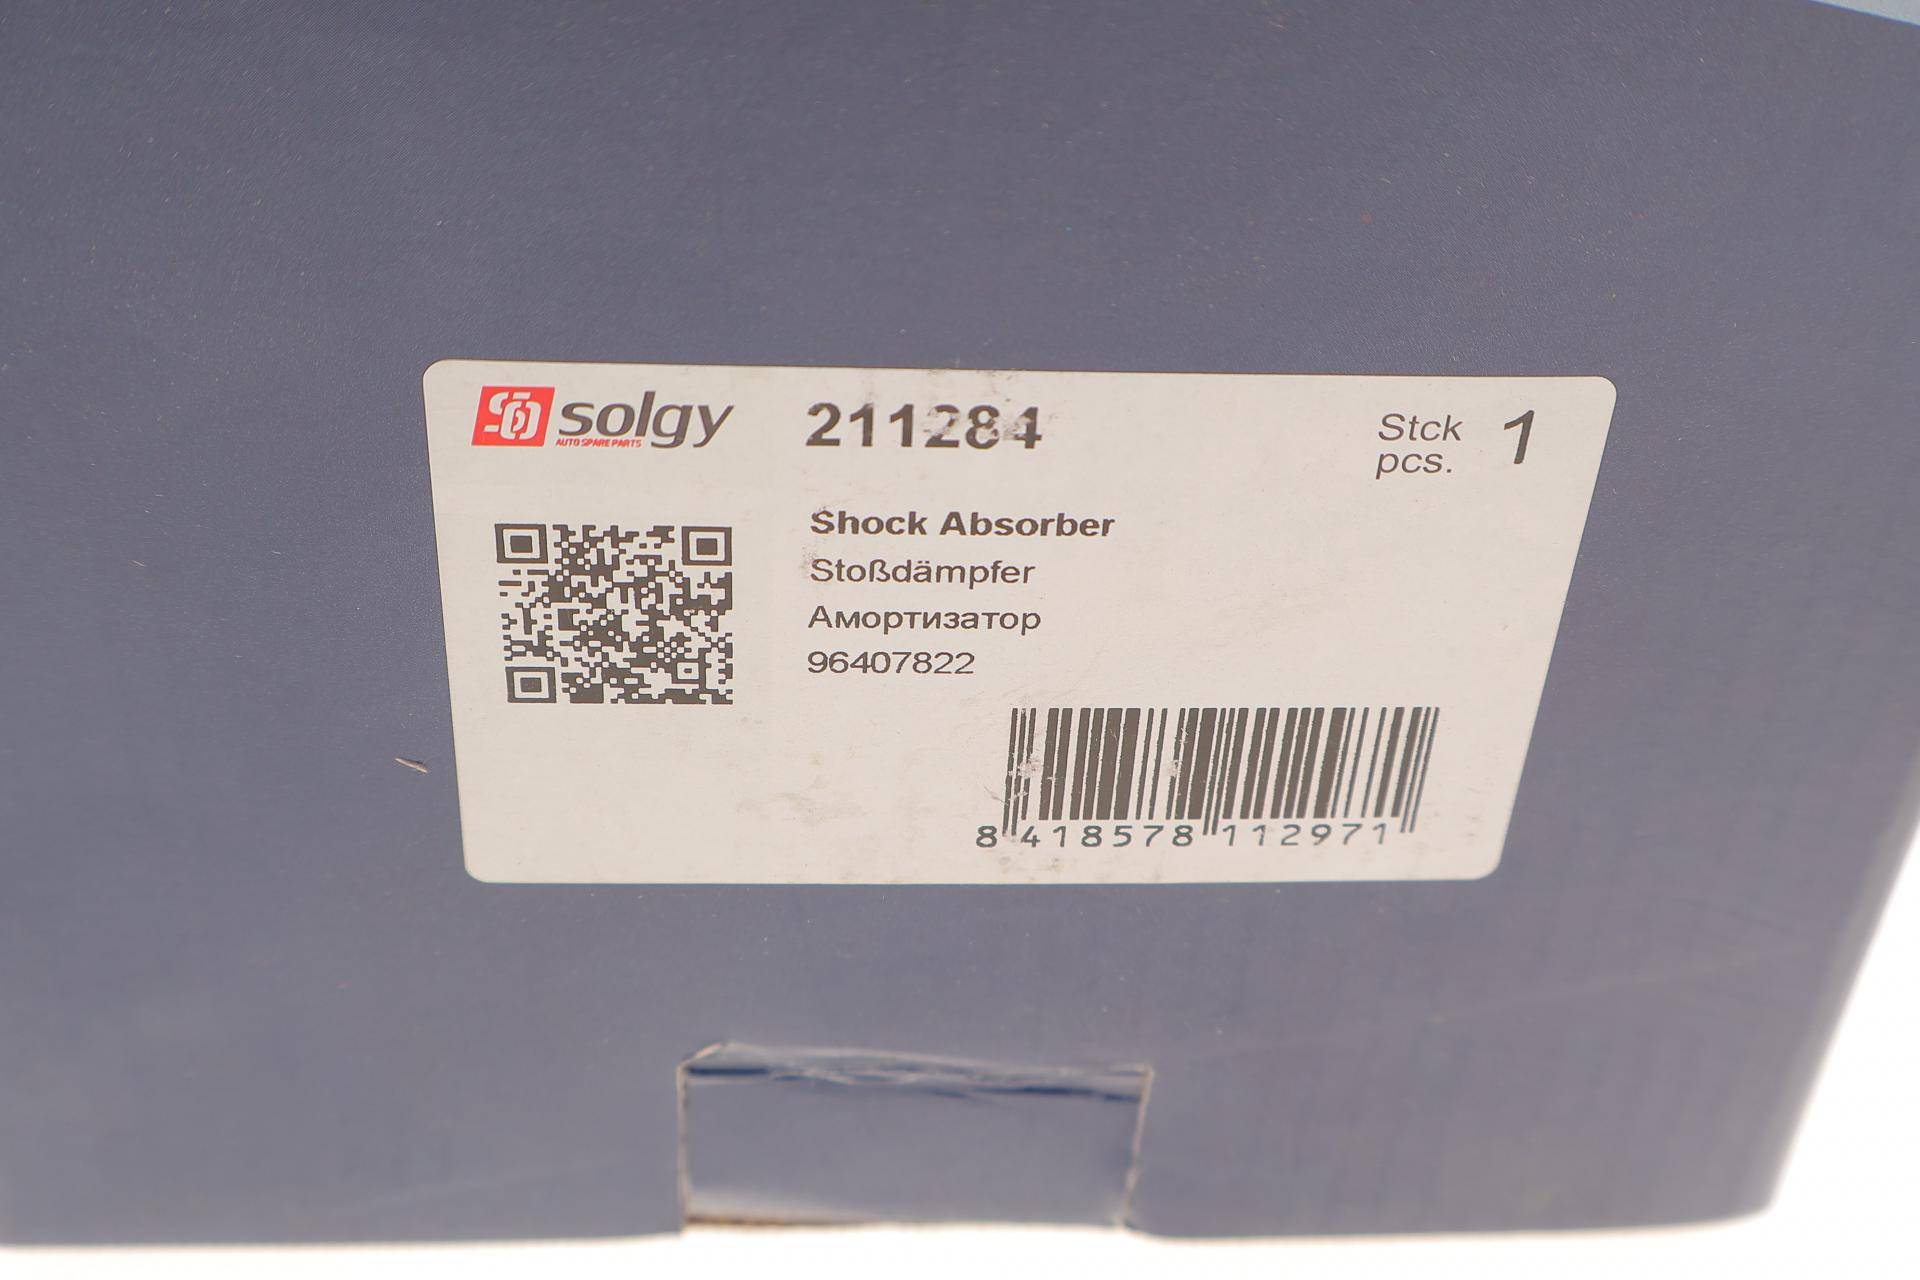 solgy
AUTO SPARE PARTS
211284
Stck
pcs.
1
Shock Absorber
Stoßdämpfer
Амортизатор
96407822
8 418578 112971